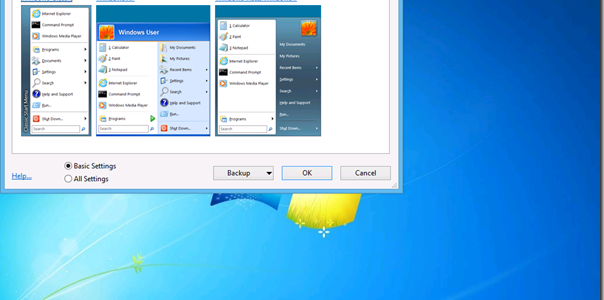 Internet Explorer
Command Prompt
Windows Media Player
Programs
Documents
Settings
Search
Help and Support
Run...
Shut Down...
Search
Classic Start Menu
Windows User
1 Calculator
2 Paint
3 Notepad
Internet Explorer
Command Prompt
Windows Media Player
Programs
Search
My Documents
My Pictures
Recent Items
Settings
Search
Help and Support
Run...
Shut Down...
1 Calculator
2 Paint
3 Notepad
Internet Explorer
Command Prompt
Windows Media Player
Programs
Search
My Documents
My Pictures
Recent Items
Settings
Search
Help and Support
Run...
Shut Down...
Help...
Basic Settings
All Settings
Backup
OK
Cancel